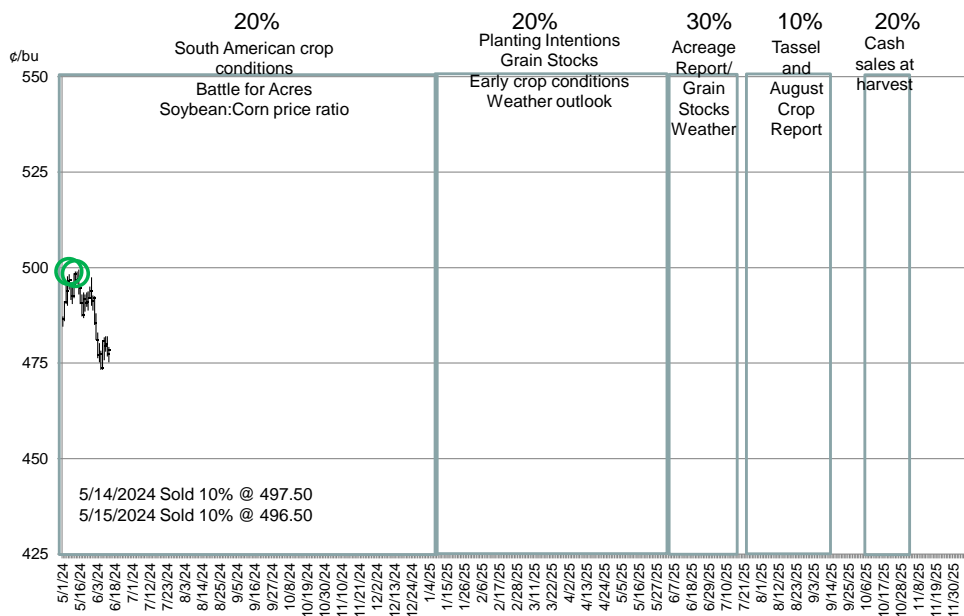 20%
South American crop
conditions
Battle for Acres
Soybean:Corn price ratio
20%
Planting Intentions
Grain Stocks
Early crop conditions
Weather outlook
30%
Acreage
Report/
Grain
Stocks
Weather
10%
Tassel
and
August
Crop
Report
20%
Cash
sales at
harvest
¢/bu
550
525
500
475
450
425
5/14/2024 Sold 10% @ 497.50
5/15/2024 Sold 10% @ 496.50
5/1/24
5/16/24
6/3/24
6/18/24
7/1/24
7/12/24
7/23/24
8/3/24
8/14/24
8/25/24
9/5/24
9/16/24
9/27/24
10/8/24
10/19/24
10/30/24
11/10/24
11/21/24
12/2/24
12/13/24
12/24/24
1/4/25
1/15/25
1/26/25
2/6/25
2/17/25
2/28/25
3/11/25
3/22/25
4/2/25
4/13/25
4/24/25
5/5/25
5/16/25
5/27/25
6/7/25
6/18/25
6/29/25
7/10/25
7/21/25
8/1/25
8/12/25
8/23/25
9/3/25
9/14/25
9/25/25
10/6/25
10/17/25
10/28/25
11/8/25
11/19/25
11/30/25